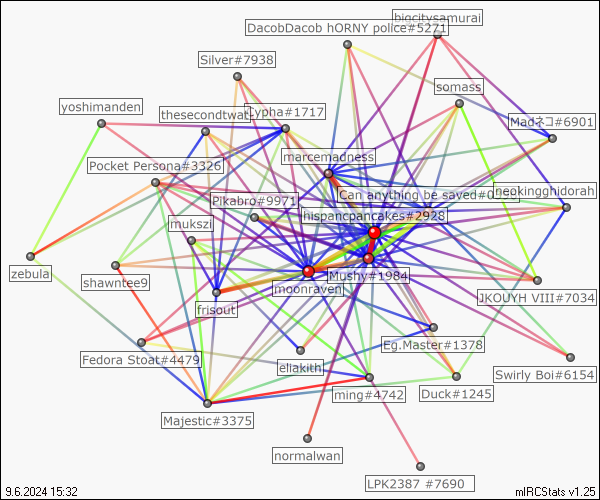 bigcitysamurai
DacobDacob hORNY police#5271
Silver#7938
somass
yoshimanden
thesecondtwat
Lypha#1717
Madネコ#6901
marcemadness
Pocket Persona#3326
Can anything be saved#0
theokinghidorah
Pikabro#9971
hispancpancakes#2928
mukszi
zebula
shawntee9
Mushy#1984
moonraven
JKOUYH VIII#7034
frisout
Eg.Master#1378
Fedora Stoat#4479
eliakith
Swirly Boi#6154
ming#4742
Duck#1245
Majestic#3375
normalwan
LPK2387 #7690
9.6.2024 15:32
mIRCStats v1.25